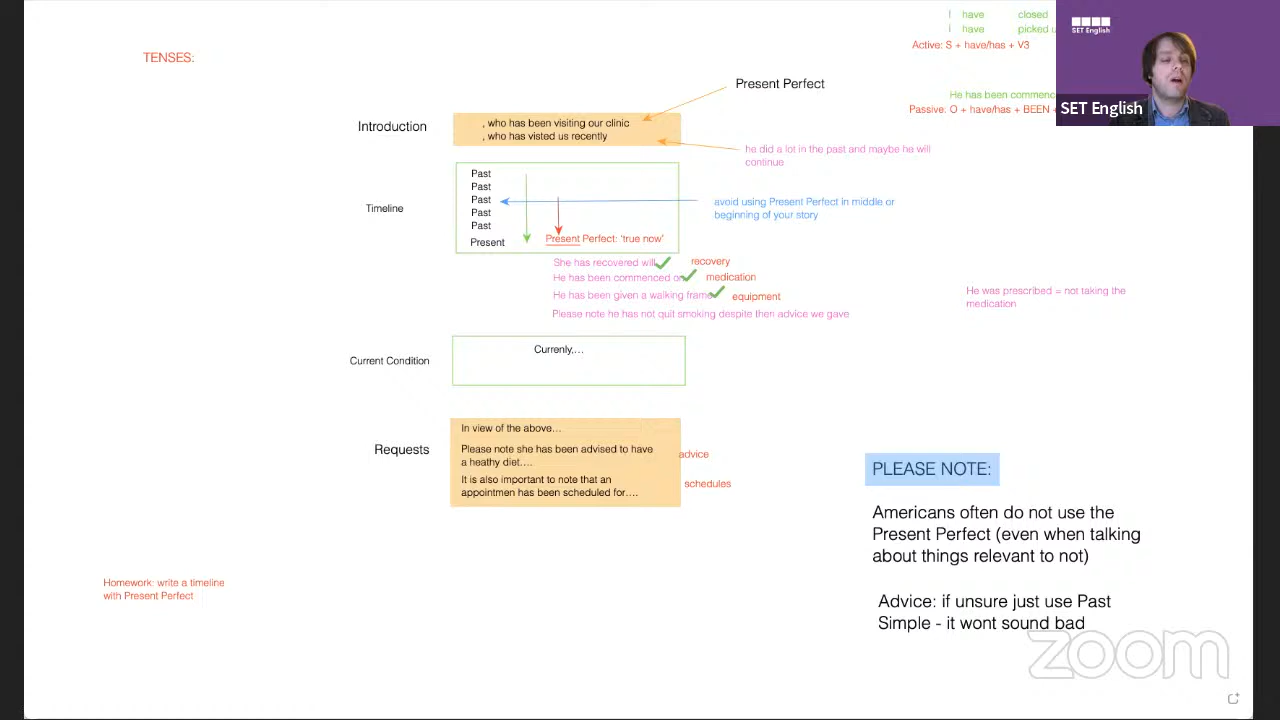 I have closed
I have picked u
Active: S + have/has + V3
SET English
TENSES:
Present Perfect
He has been commenc
Passive: O + have/has + BEEN +
SET English
Introduction
, who has been visiting our clinic
, who has visted us recently
he did a lot in the past and maybe he will
continue
Timeline
Past
Past
Past
Past
Past
Present
Present Perfect: 'true now'
avoid using Present Perfect in middle or
beginning of your story
She has recovered will
recovery
He has been commenced on
medication
He has been given a walking frame
equipment
Please note he has not quit smoking despite then advice we gave
He was prescribed = not taking the
medication
Current Condition
Currenly,...
Requests
In view of the above...
Please note she has been advised to have
a heathy diet....
advice
It is also important to note that an
appointmen has been scheduled for....
schedules
PLEASE NOTE:
Americans often do not use the
Present Perfect (even when talking
about things relevant to not)
Advice: if unsure just use Past
Simple - it wont sound bad
Homework: write a timeline
with Present Perfect
zoom